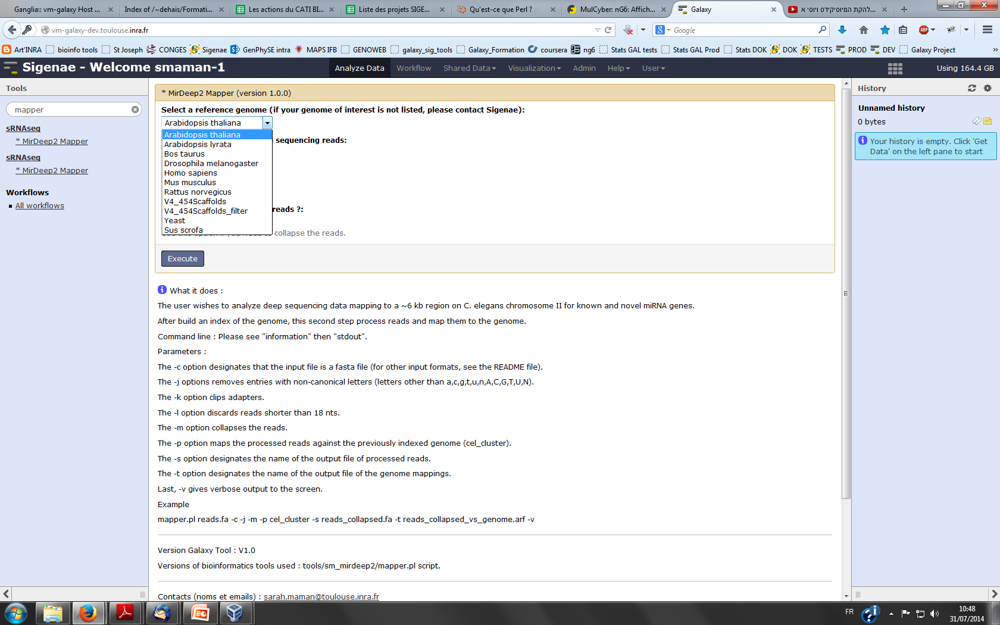 Ganglia:: vm-galaxy Host ...
Index of /~dehais/Formati...
Les actions du CATI BI...
Liste des projets SIGE...
Qu'est-ce que Perl ?
MulCyber: nG6: Affich...
Galaxy
להקת המיוסיקידס ויוסי א...
vm-galaxy-dev.toulouse.inra.fr
Google
Art'INRA
bioinfo tools
St Joseph
CONGES
Sigenae
GenPhySE intra
MAPS IFB
GENOWEB
galaxy_sig_tools
Galaxy_Formation
coursera
ng6
Stats GAL tests
Stats GAL Prod
Stats DOK
DOK
TESTS
PROD
DEV
Galaxy Project
Sigenae - Welcome smaman-1
Analyze Data
Workflow
Shared Data
Visualization
Admin
Help
User
Using 164.4 GB
Tools
mapper
sRNAseq
* MirDeep2 Mapper
sRNAseq
* MirDeep2 Mapper
Workflows
All workflows
* MirDeep2 Mapper (version 1.0.0)
Select a reference genome (if your genome of interest is not listed, please contact Sigenae):
Arabidopsis thaliana
Arabidopsis thaliana
Arabidopsis lyrata
Bos taurus
Drosophila melanogaster
Homo sapiens
Mus musculus
Rattus norvegicus
V4_454Scaffolds
V4_454Scaffolds_filter
Yeast
Sus scrofa
sequencing reads:
reads ?:
collapse the reads.
Execute
What it does :
The user wishes to analyze deep sequencing data mapping to a ~6 kb region on C. elegans chromosome II for known and novel miRNA genes.
After build an index of the genome, this second step process reads and map them to the genome.
Command line : Please see "information" then "stdout".
Parameters :
The -c option designates that the input file is a fasta file (for other input formats, see the README file).
The -j options removes entries with non-canonical letters (letters other than a,c,g,t,u,n,A,C,G,T,U,N).
The -k option clips adapters.
The -l option discards reads shorter than 18 nts.
The -m option collapses the reads.
The -p option maps the processed reads against the previously indexed genome (cel_cluster).
The -s option designates the name of the output file of processed reads.
The -t option designates the name of the output file of the genome mappings.
Last, -v gives verbose output to the screen.
Example
mapper.pl reads.fa -c -j -m -p cel_cluster -s reads_collapsed.fa -t reads_collapsed_vs_genome.arf -v
Version Galaxy Tool : V1.0
Versions of bioinformatics tools used : tools/sm_mirdeep2/mapper.pl script.
Contacts (noms et emails) : sarah.maman@toulouse.inra.fr
History
Unnamed history
0 bytes
Your history is empty. Click 'Get
Data' on the left pane to start
FR
10:48
31/07/2014